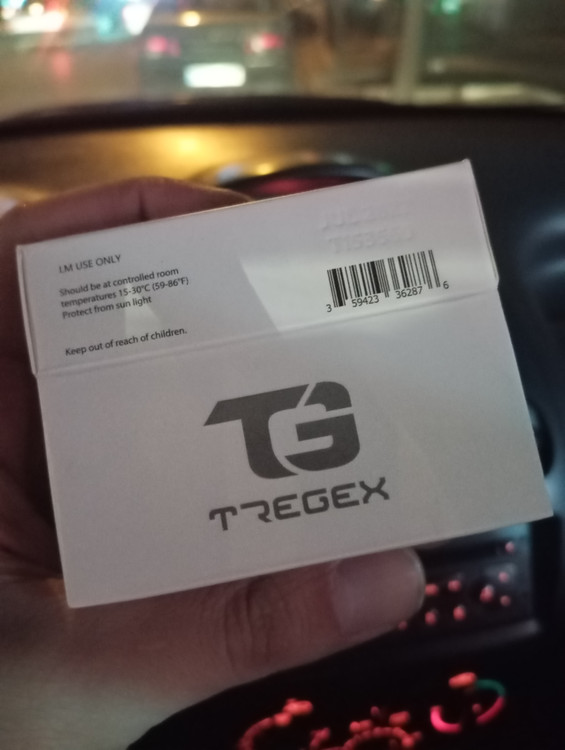 I.M USE ONLY
Should be at controlled room
temperatures 15-30°C (59-86°F)
Protect from sun light
Keep out of reach of children.
3 59423 36287 6
TG
TREGEX